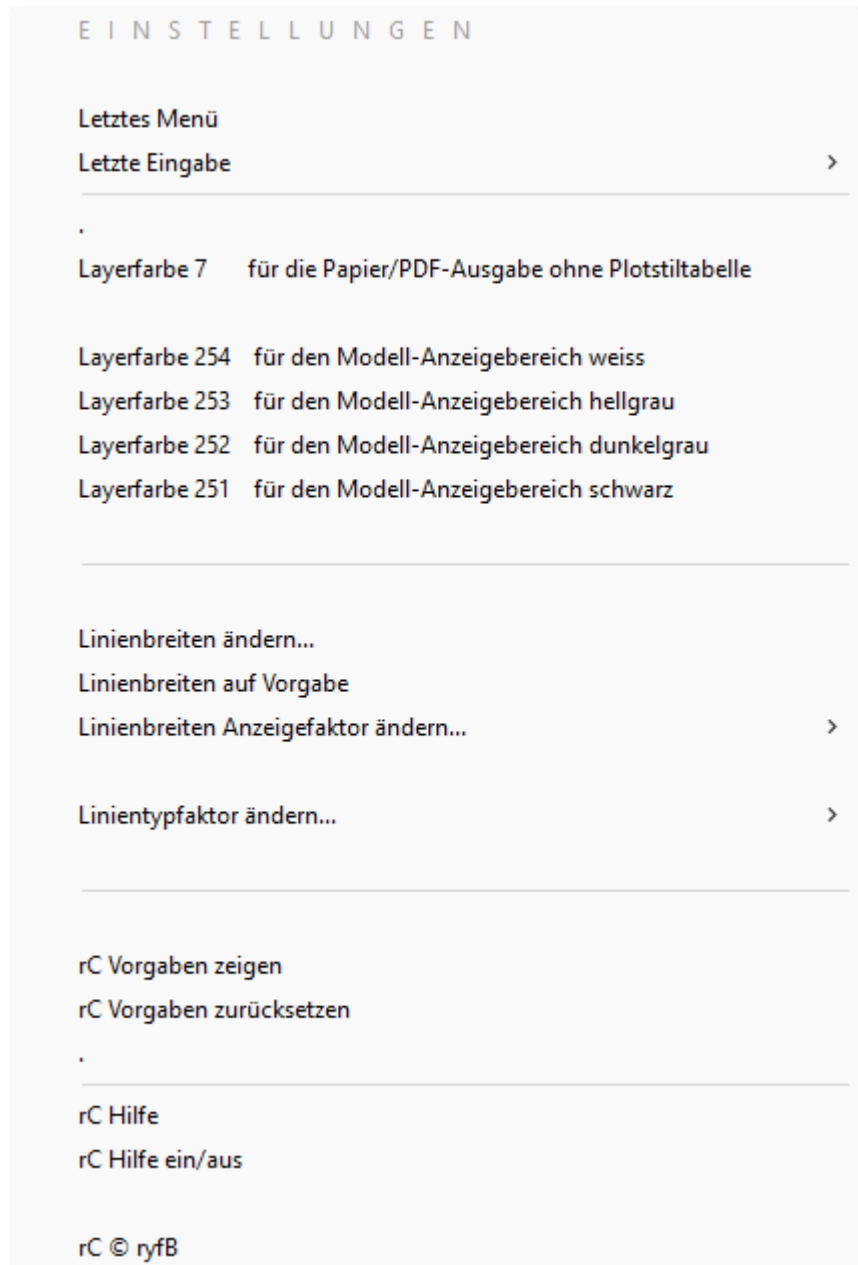 EINSTELLUNGEN
Letztes Menü
Letzte Eingabe
.
Layerfarbe 7 für die Papier/PDF-Ausgabe ohne Plotstiltabelle
Layerfarbe 254 für den Modell-Anzeigebereich weiss
Layerfarbe 253 für den Modell-Anzeigebereich hellgrau
Layerfarbe 252 für den Modell-Anzeigebereich dunkelgrau
Layerfarbe 251 für den Modell-Anzeigebereich schwarz
Linienbreiten ändern...
Linienbreiten auf Vorgabe
Linienbreiten Anzeigefaktor ändern...
Linientypfaktor ändern...
rC Vorgaben zeigen
rC Vorgaben zurücksetzen
.
rC Hilfe
rC Hilfe ein/aus
rC © ryfB